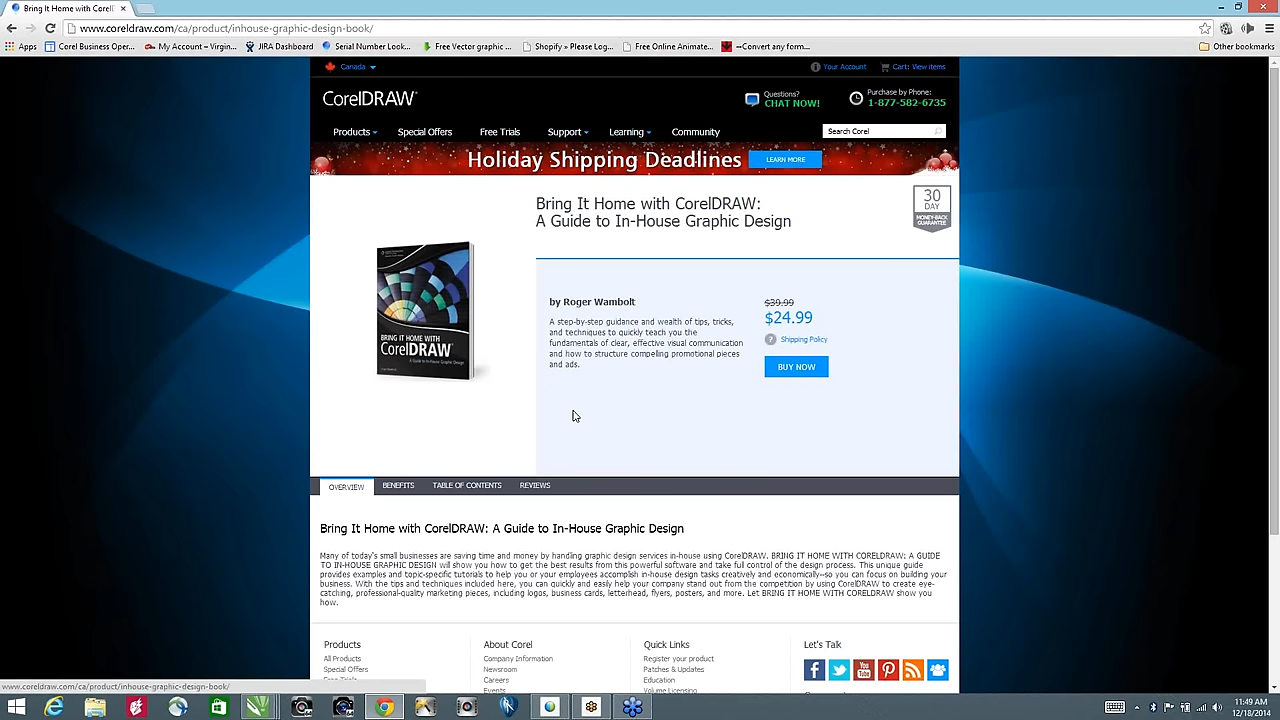 Bring It Home with Corel
www.coreldraw.com/ca/product/inhouse-graphic-design-book/
Apps
Corel Business Oper...
My Account – Virgin...
JIRA Dashboard
Serial Number Look...
Free Vector graphic ...
Shopify » Please Log...
Free Online Animate...
--Convert any form...
Other bookmarks
Canada
Your Account
Cart: View items
CorelDRAW®
Questions?
CHAT NOW!
Purchase by Phone:
1-877-582-6735
Products
Special Offers
Free Trials
Support
Learning
Community
Search Corel
Holiday Shipping Deadlines
LEARN MORE
Bring It Home with CorelDRAW:
A Guide to In-House Graphic Design
30
DAY
MONEY-BACK
GUARANTEE
BRING IT HOME WITH
CorelDRAW
A Guide to In-House Graphic Design
by Roger Wambolt
A step-by-step guidance and wealth of tips, tricks,
and techniques to quickly teach you the
fundamentals of clear, effective visual communication
and how to structure compelling promotional pieces
and ads.
$39.99
$24.99
? Shipping Policy
BUY NOW
OVERVIEW
BENEFITS
TABLE OF CONTENTS
REVIEWS
Bring It Home with CorelDRAW: A Guide to In-House Graphic Design
Many of today's small businesses are saving time and money by handling graphic design services in-house using CorelDRAW. BRING IT HOME WITH CORELDRAW: A GUIDE
TO IN-HOUSE GRAPHIC DESIGN will show you how to get the best results from this powerful software and take full control of the design process. This unique guide
provides examples and topic-specific tutorials to help you or your employees accomplish in-house design tasks creatively and economically--so you can focus on building your
business. With the tips and techniques included here, you can quickly and easily help your company stand out from the competition by using CorelDRAW to create eye-
catching, professional-quality marketing pieces, including logos, business cards, letterhead, flyers, posters, and more. Let BRING IT HOME WITH CORELDRAW show you
how.
Products
All Products
Special Offers
Free Trials
About Corel
Company Information
Newsroom
Careers
Events
Quick Links
Register your product
Patches & Updates
Education
Volume Licensing
Let's Talk
You
Tube
www.coreldraw.com/ca/product/inhouse-graphic-design-book/
11:49 AM
12/18/2014